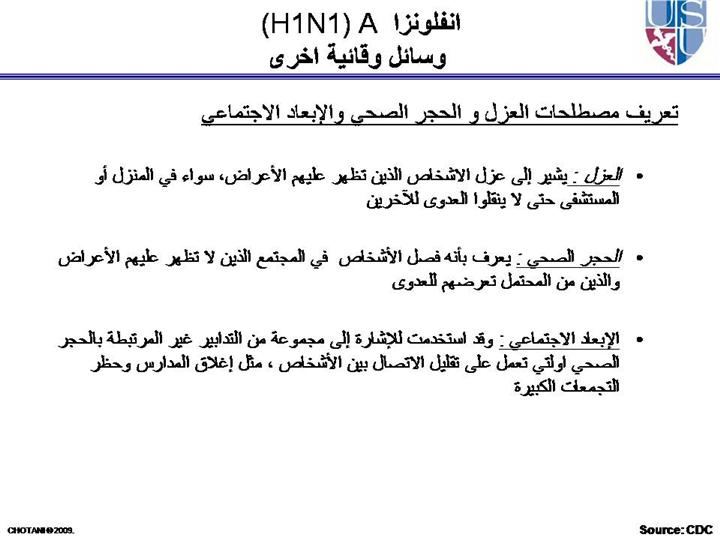 انفلونزا A (H1N1)
وسائل وقائية اخرى
تعريف مصطلحات العزل و الحجر الصحي والإبعاد الاجتماعي
• العزل : يشير إلى عزل الاشخاص الذين تظهر عليهم الأعراض، سواء في المنزل أو
المستشفى حتى لا ينقلوا العدوى للآخرين
• الحجر الصحي : يعرف بأنه فصل الأشخاص في المجتمع الذين لا تظهر عليهم الأعراض
والذين من المحتمل تعرضهم للعدوى
• الإبعاد الاجتماعي : وقد استخدمت للإشارة إلى مجموعة من التدابير غير المرتبطة بالحجر
الصحي اولتي تعمل على تقليل الاتصال بين الأشخاص ، مثل إغلاق المدارس وحظر
التجمعات الكبيرة
CHOTANI©2009.
Source: CDC